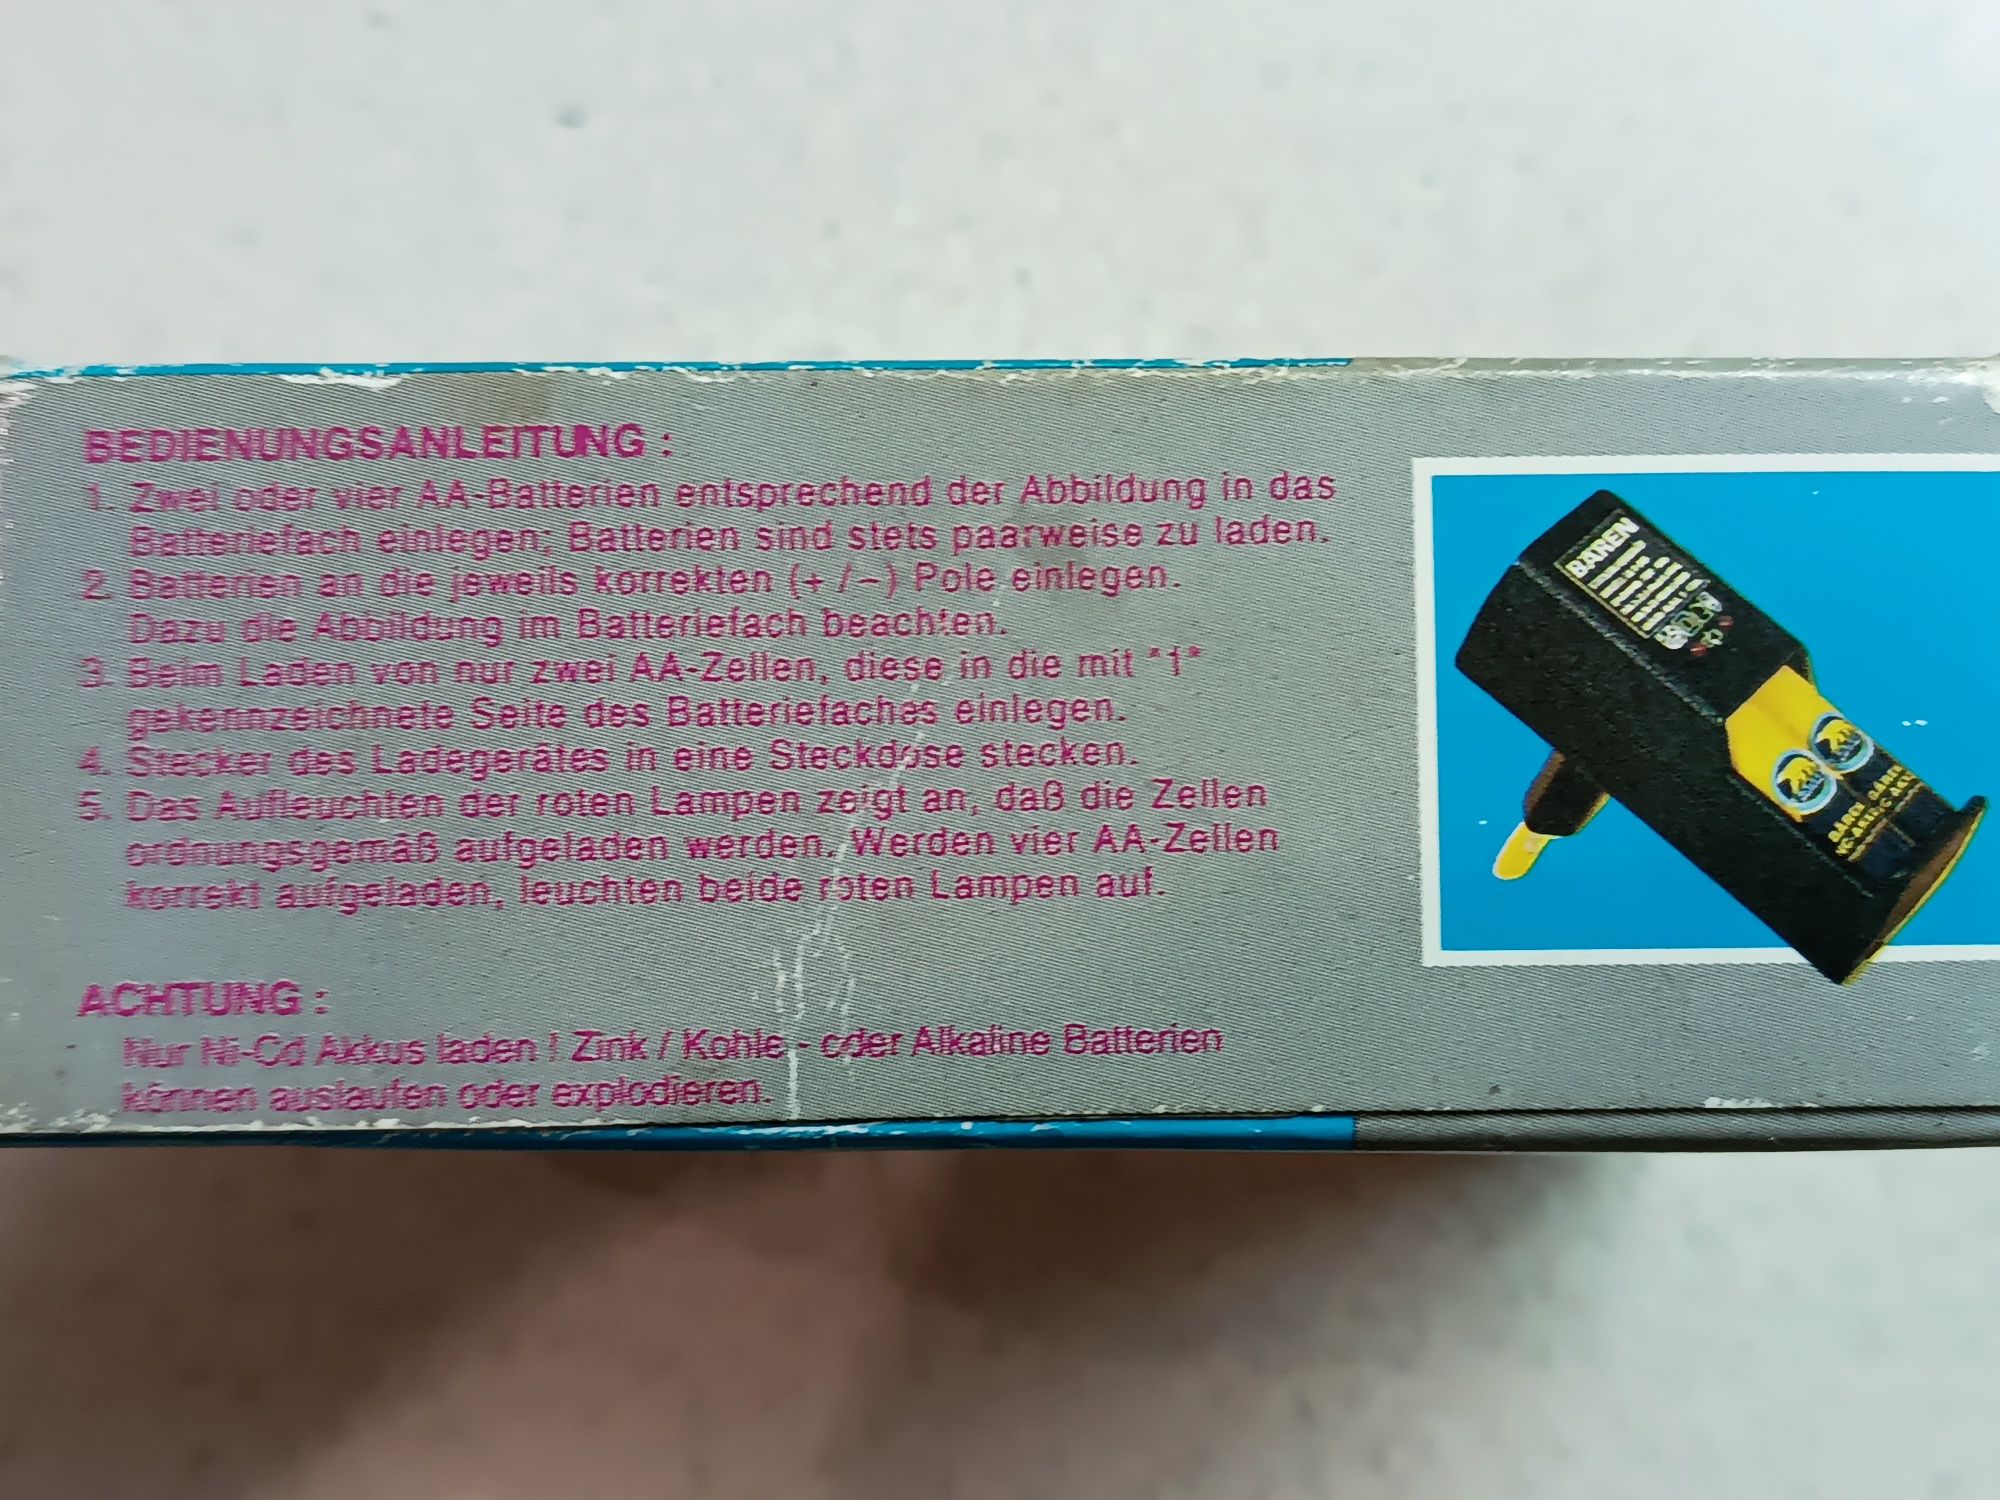 BEDIENUNGSANLEITUNG :
1. Zwei oder vier AA-Batterien entsprechend der Abbildung in das
Batteriefach einlegen; Batterien sind stets paarweise zu laden.
2. Batterien an die jeweils korrekten (+ / −) Pole einlegen.
Dazu die Abbildung im Batteriefach beachten.
3. Beim Laden von nur zwei AA-Zellen, diese in die mit "1"
gekennzeichnete Seite des Batteriefaches einlegen.
4. Stecker des Ladegerätes in eine Steckdose stecken.
5. Das Aufleuchten der roten Lampen zeigt an, daß die Zellen
ordnungsgemäß aufgeladen werden. Werden vier AA-Zellen
korrekt aufgeladen, leuchten beide roten Lampen auf.
ACHTUNG :
Nur Ni-Cd Akkus laden ! Zink / Kohle - oder Alkaline Batterien
können auslaufen oder explodieren.
BÄREN
BÄREN